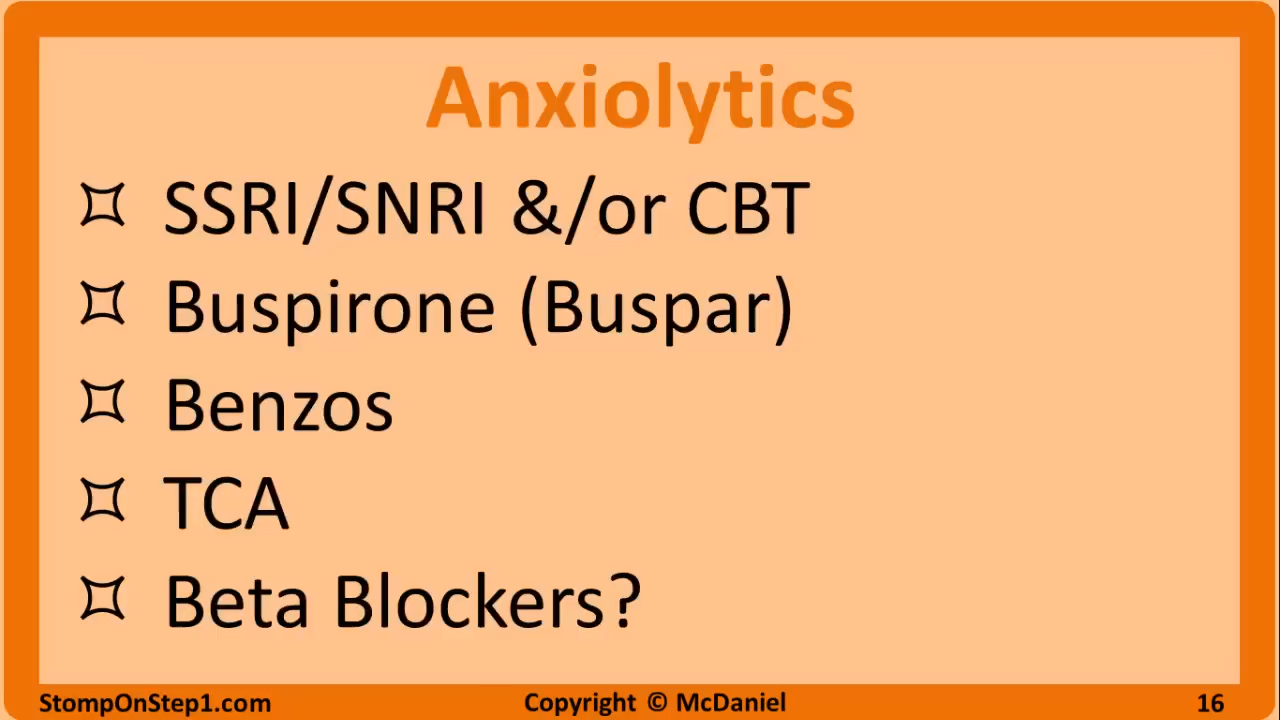 Anxiolytics
SSRI/SNRI &/or CBT
Buspirone (Buspar)
Benzos
TCA
Beta Blockers?
StompOnStep1.com Copyright © McDaniel 16